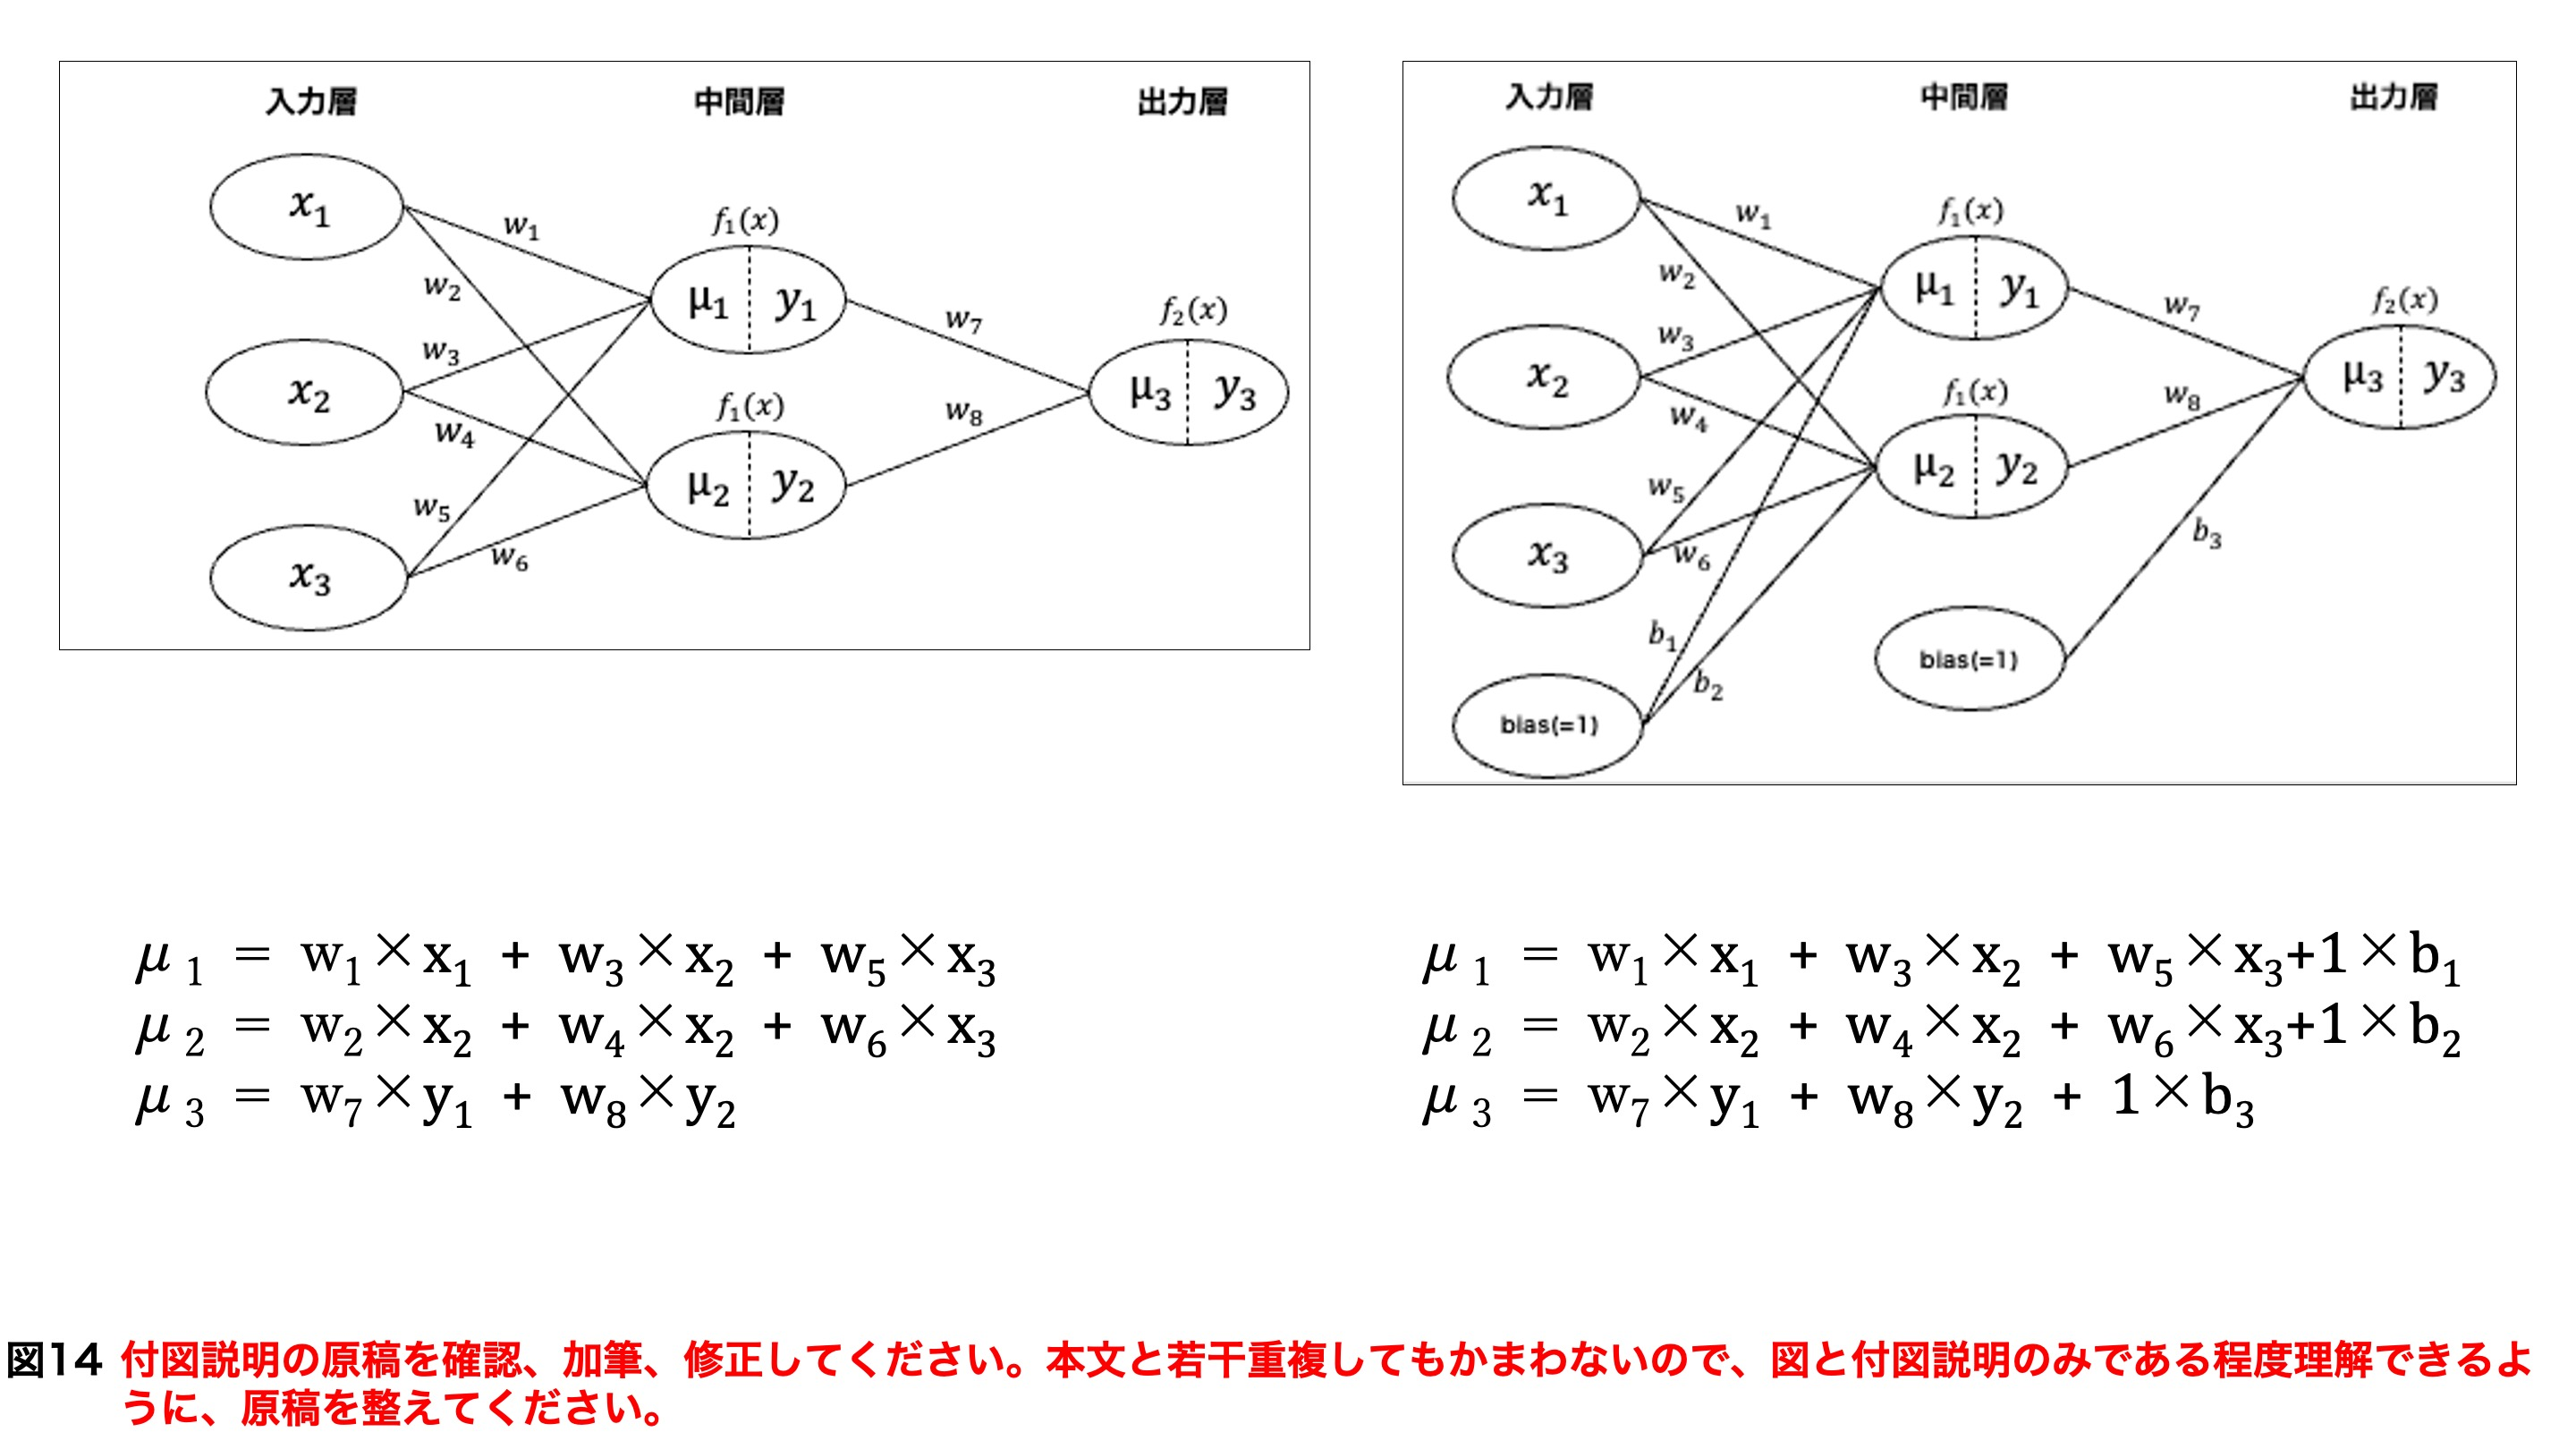 入力層 中間層 出力層
x₁
w₁
f₁(x)
w₂
μ₁ y₁
w₇
f₂(x)
w₃
x₂
μ₃ y₃
f₁(x)
w₈
w₄
μ₂ y₂
w₅
w₆
x₃
入力層 中間層 出力層
x₁
w₁
f₁(x)
w₂
μ₁ y₁
w₇
f₂(x)
w₃
x₂
μ₃ y₃
f₁(x)
w₈
w₄
μ₂ y₂
w₅
w₆
x₃
b₃
b₁
bias(=1)
b₂
bias(=1)
μ₁ = w₁×x₁ + w₃×x₂ + w₅×x₃
μ₂ = w₂×x₂ + w₄×x₂ + w₆×x₃
μ₃ = w₇×y₁ + w₈×y₂
μ₁ = w₁×x₁ + w₃×x₂ + w₅×x₃+1×b₁
μ₂ = w₂×x₂ + w₄×x₂ + w₆×x₃+1×b₂
μ₃ = w₇×y₁ + w₈×y₂ + 1×b₃
図14 付図説明の原稿を確認、加筆、修正してください。本文と若干重複してもかまわないので、図と付図説明のみである程度理解できるよ
うに、原稿を整えてください。